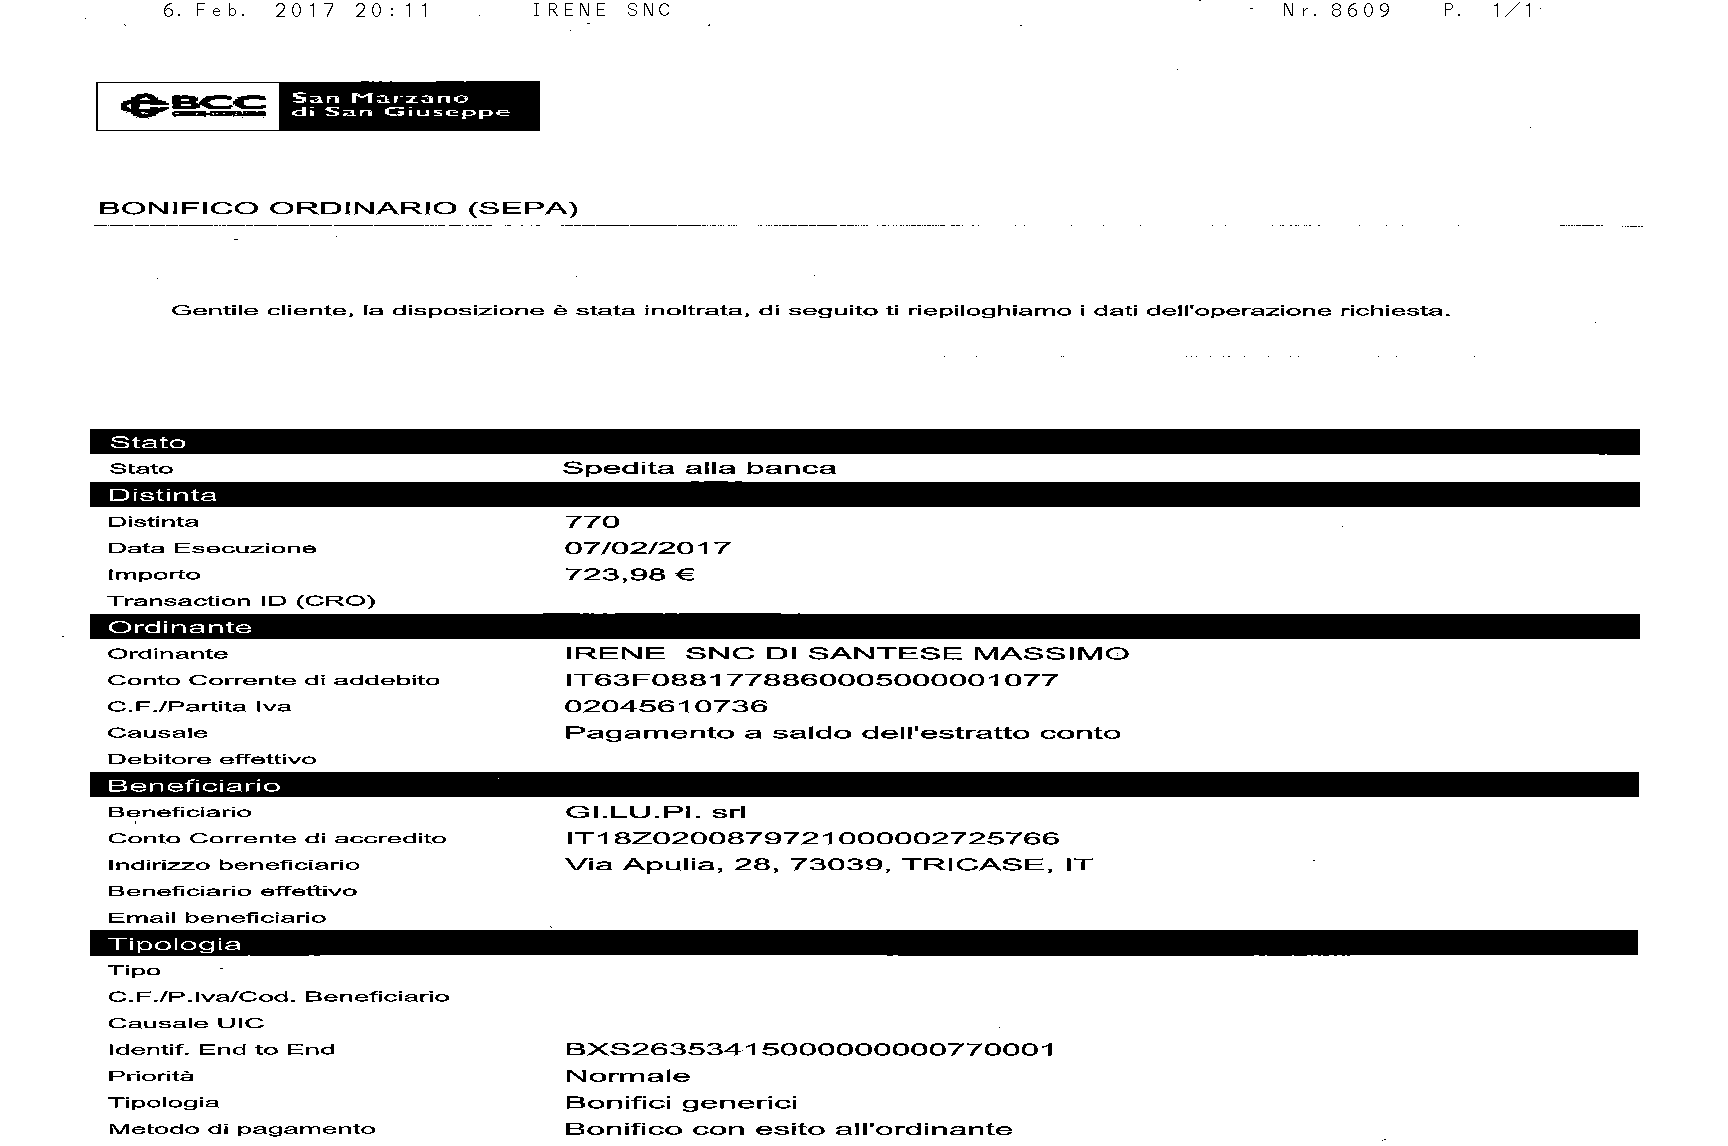 6. Feb. 2017 20:11 IRENE SNC Nr. 8609 P. 1/1
BCC San Marzano
di San Giuseppe
BONIFICO ORDINARIO (SEPA)
Gentile cliente, la disposizione è stata inoltrata, di seguito ti riepiloghiamo i dati dell'operazione richiesta.
Stato
Stato Spedita alla banca
Distinta
Distinta 770
Data Esecuzione 07/02/2017
Importo 723,98 €
Transaction ID (CRO)
Ordinante
Ordinante IRENE SNC DI SANTESE MASSIMO
Conto Corrente di addebito IT63F0881778860005000001077
C.F./Partita Iva 02045610736
Causale Pagamento a saldo dell'estratto conto
Debitore effettivo
Beneficiario
Beneficiario GI.LU.PI. srl
Conto Corrente di accredito IT18Z0200879721000002725766
Indirizzo beneficiario Via Apulia, 28, 73039, TRICASE, IT
Beneficiario effettivo
Email beneficiario
Tipologia
Tipo
C.F./P.Iva/Cod. Beneficiario
Causale UIC
Identif. End to End BXS263534150000000000770001
Priorità Normale
Tipologia Bonifici generici
Metodo di pagamento Bonifico con esito all'ordinante